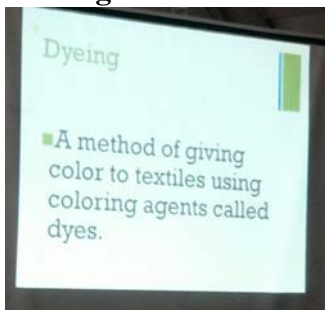 Dyeing
A method of giving
color to textiles using
coloring agents called
dyes.